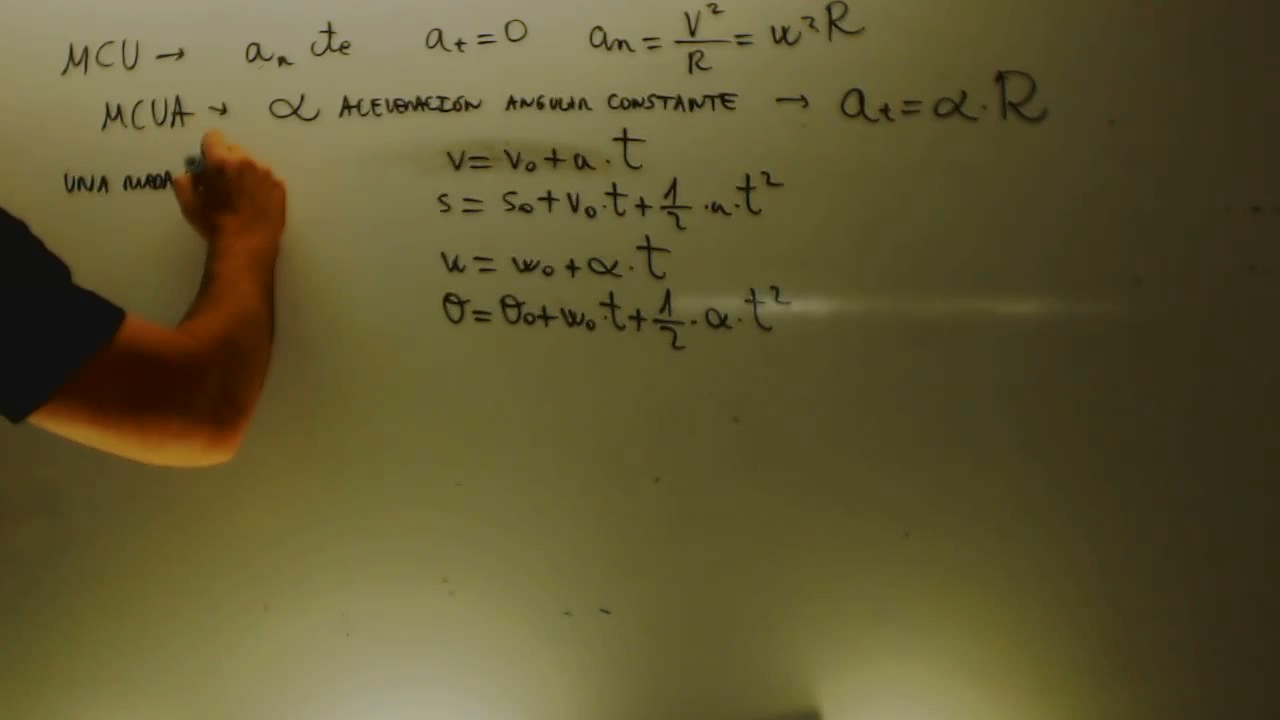 MCU → aₙ cte aₜ=0 aₙ = V²/R = ω²R
MCUA → α ACELERACIÓN ANGULAR CONSTANTE → aₜ = α·R
UNA
v = v₀ + a·t
s = s₀ + v₀·t + 1/2 ·a·t²
ω = ω₀ + α·t
θ = θ₀ + ω₀·t + 1/2 ·α·t²